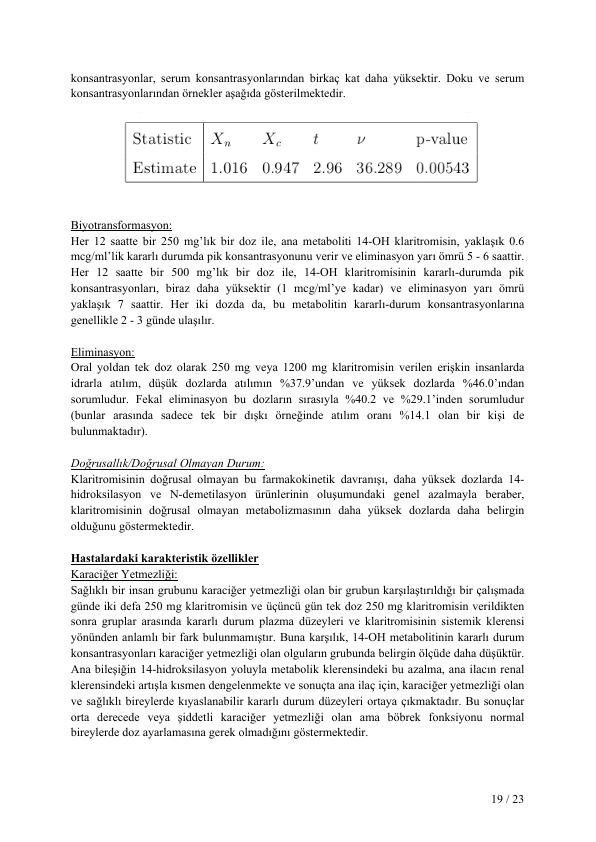 konsantrasyonlar, serum konsantrasyonlarından birkaç kat daha yüksektir. Doku ve serum
konsantrasyonlarından örnekler aşağıda gösterilmektedir.
Statistic X_n X_c t ν p-value
Estimate 1.016 0.947 2.96 36.289 0.00543
Biyotransformasyon:
Her 12 saatte bir 250 mg’lık bir doz ile, ana metaboliti 14-OH klaritromisin, yaklaşık 0.6
mcg/ml’lik kararlı durumda pik konsantrasyonunu verir ve eliminasyon yarı ömrü 5 - 6 saattir.
Her 12 saatte bir 500 mg’lık bir doz ile, 14-OH klaritromisinin kararlı-durumda pik
konsantrasyonları, biraz daha yüksektir (1 mcg/ml’ye kadar) ve eliminasyon yarı ömrü
yaklaşık 7 saattir. Her iki dozda da, bu metabolitin kararlı-durum konsantrasyonlarına
genellikle 2 - 3 günde ulaşılır.
Eliminasyon:
Oral yoldan tek doz olarak 250 mg veya 1200 mg klaritromisin verilen erişkin insanlarda
idrarla atılım, düşük dozlarda atılımın %37.9’undan ve yüksek dozlarda %46.0’ından
sorumludur. Fekal eliminasyon bu dozların sırasıyla %40.2 ve %29.1’inden sorumludur
(bunlar arasında sadece tek bir dışkı örneğinde atılım oranı %14.1 olan bir kişi de
bulunmaktadır).
Doğrusallık/Doğrusal Olmayan Durum:
Klaritromisinin doğrusal olmayan bu farmakokinetik davranışı, daha yüksek dozlarda 14-
hidroksilasyon ve N-demetilasyon ürünlerinin oluşumundaki genel azalmayla beraber,
klaritromisinin doğrusal olmayan metabolizmasının daha yüksek dozlarda daha belirgin
olduğunu göstermektedir.
Hastalardaki karakteristik özellikler
Karaciğer Yetmezliği:
Sağlıklı bir insan grubunu karaciğer yetmezliği olan bir grubun karşılaştırıldığı bir çalışmada
günde iki defa 250 mg klaritromisin ve üçüncü gün tek doz 250 mg klaritromisin verildikten
sonra gruplar arasında kararlı durum plazma düzeyleri ve klaritromisinin sistemik klerensi
yönünden anlamlı bir fark bulunmamıştır. Buna karşılık, 14-OH metabolitinin kararlı durum
konsantrasyonları karaciğer yetmezliği olan olguların grubunda belirgin ölçüde daha düşüktür.
Ana bileşiğin 14-hidroksilasyon yoluyla metabolik klerensindeki bu azalma, ana ilacın renal
klerensindeki artışla kısmen dengelenmekte ve sonuçta ana ilaç için, karaciğer yetmezliği olan
ve sağlıklı bireylerde kıyaslanabilir kararlı durum düzeyleri ortaya çıkmaktadır. Bu sonuçlar
orta derecede veya şiddetli karaciğer yetmezliği olan ama böbrek fonksiyonu normal
bireylerde doz ayarlamasına gerek olmadığını göstermektedir.
19 / 23